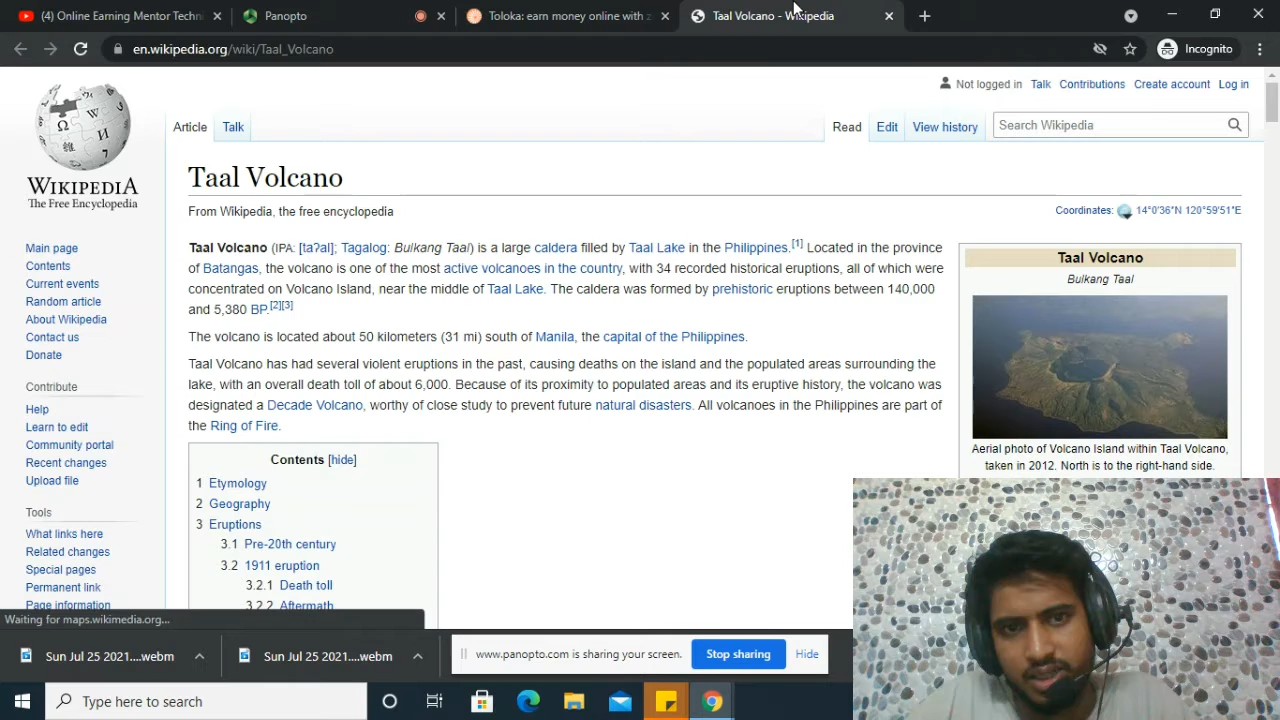 (4) Online Earning Mentor Techni
Panopto
Toloka: earn money online with
Taal Volcano - Wikipedia
en.wikipedia.org/wiki/Taal_Volcano
Incognito
Not logged in Talk Contributions Create account Log in
Article Talk
Read Edit View history
Search Wikipedia
WIKIPEDIA
The Free Encyclopedia
Taal Volcano
From Wikipedia, the free encyclopedia
Coordinates: 14°0′36″N 120°59′51″E
Taal Volcano (IPA: [taʔal]; Tagalog: Bulkang Taal) is a large caldera filled by Taal Lake in the Philippines.[1] Located in the province
of Batangas, the volcano is one of the most active volcanoes in the country, with 34 recorded historical eruptions, all of which were
concentrated on Volcano Island, near the middle of Taal Lake. The caldera was formed by prehistoric eruptions between 140,000
and 5,380 BP.[2][3]
The volcano is located about 50 kilometers (31 mi) south of Manila, the capital of the Philippines.
Taal Volcano has had several violent eruptions in the past, causing deaths on the island and the populated areas surrounding the
lake, with an overall death toll of about 6,000. Because of its proximity to populated areas and its eruptive history, the volcano was
designated a Decade Volcano, worthy of close study to prevent future natural disasters. All volcanoes in the Philippines are part of
the Ring of Fire.
Contents [hide]
1 Etymology
2 Geography
3 Eruptions
3.1 Pre-20th century
3.2 1911 eruption
3.2.1 Death toll
3.2.2 Aftermath
Taal Volcano
Bulkang Taal
Aerial photo of Volcano Island within Taal Volcano,
taken in 2012. North is to the right-hand side.
Main page
Contents
Current events
Random article
About Wikipedia
Contact us
Donate
Contribute
Help
Learn to edit
Community portal
Recent changes
Upload file
Tools
What links here
Related changes
Special pages
Permanent link
Page information
Waiting for maps.wikimedia.org...
Sun Jul 25 2021....webm
Sun Jul 25 2021....webm
www.panopto.com is sharing your screen. Stop sharing Hide
Type here to search